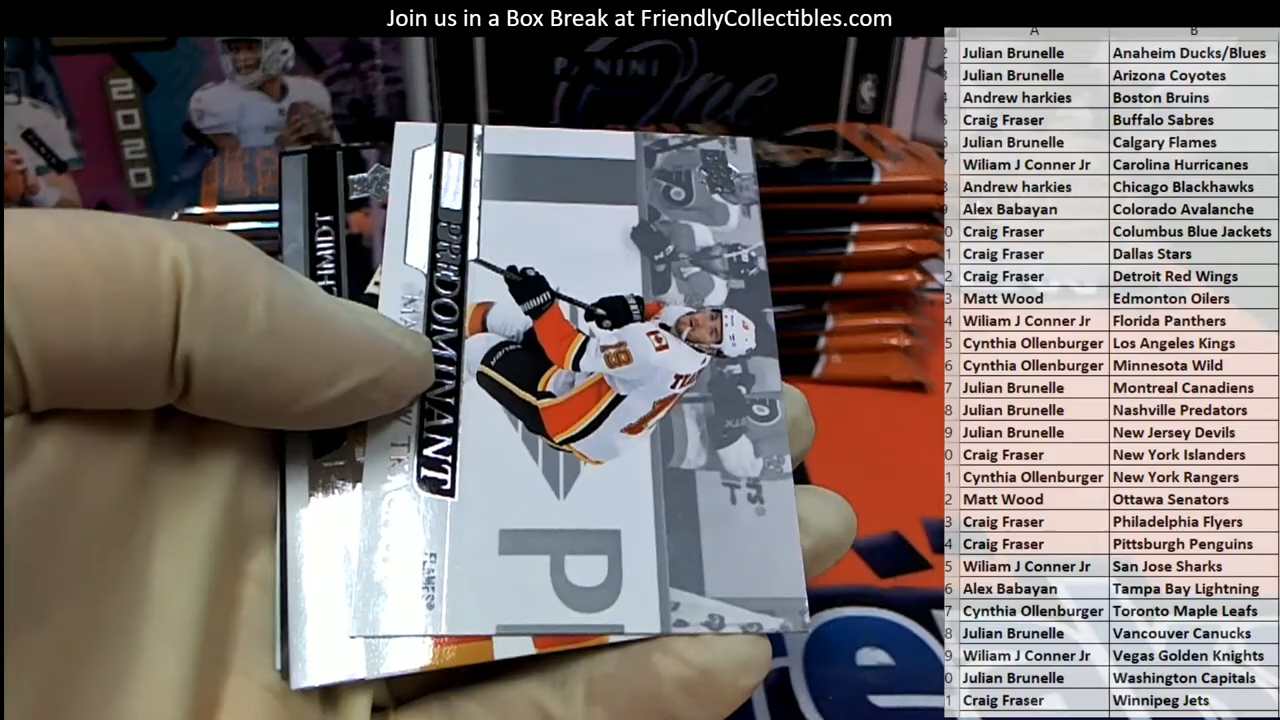 Join us in a Box Break at FriendlyCollectibles.com
A B
Julian Brunelle Anaheim Ducks/Blues
Julian Brunelle Arizona Coyotes
Andrew harkies Boston Bruins
Craig Fraser Buffalo Sabres
Julian Brunelle Calgary Flames
Wiliam J Conner Jr Carolina Hurricanes
Andrew harkies Chicago Blackhawks
Alex Babayan Colorado Avalanche
Craig Fraser Columbus Blue Jackets
Craig Fraser Dallas Stars
Craig Fraser Detroit Red Wings
Matt Wood Edmonton Oilers
Wiliam J Conner Jr Florida Panthers
Cynthia Ollenburger Los Angeles Kings
Cynthia Ollenburger Minnesota Wild
Julian Brunelle Montreal Canadiens
Julian Brunelle Nashville Predators
Julian Brunelle New Jersey Devils
Craig Fraser New York Islanders
Cynthia Ollenburger New York Rangers
Matt Wood Ottawa Senators
Craig Fraser Philadelphia Flyers
Craig Fraser Pittsburgh Penguins
Wiliam J Conner Jr San Jose Sharks
Alex Babayan Tampa Bay Lightning
Cynthia Ollenburger Toronto Maple Leafs
Julian Brunelle Vancouver Canucks
Wiliam J Conner Jr Vegas Golden Knights
Julian Brunelle Washington Capitals
Craig Fraser Winnipeg Jets
PANINI
One
2020
HMIDT
PREDOMINANT
FLAMES
19
P